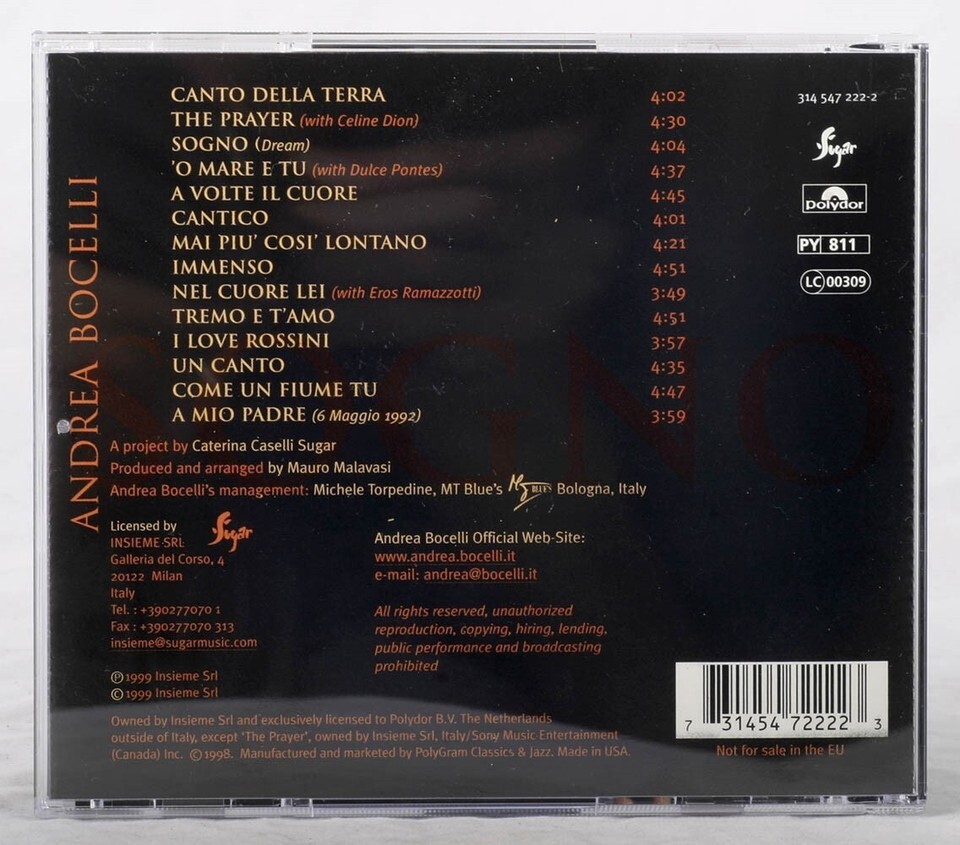 CANTO DELLA TERRA 4:02
THE PRAYER (with Celine Dion) 4:30
SOGNO (Dream) 4:04
'O MARE E TU (with Dulce Pontes) 4:37
A VOLTE IL CUORE 4:45
CANTICO 4:01
MAI PIU' COSI' LONTANO 4:21
IMMENSO 4:51
NEL CUORE LEI (with Eros Ramazzotti) 3:49
TREMO E T'AMO 4:51
I LOVE ROSSINI 3:57
UN CANTO 4:35
COME UN FIUME TU 4:47
A MIO PADRE (6 Maggio 1992) 3:59
314 547 222-2
Sugar
polydor
PY 811
LC 00309
ANDREA BOCELLI
SOGNO
A project by Caterina Caselli Sugar
Produced and arranged by Mauro Malavasi
Andrea Bocelli's management: Michele Torpedine, MT Blue's BLUE'S Bologna, Italy
Licensed by
INSIEME SRL
Sugar
Galleria del Corso, 4
20122 Milan
Italy
Tel. : +390277070 1
Fax : +390277070 313
insieme@sugarmusic.com
Andrea Bocelli Official Web-Site:
www.andrea.bocelli.it
e-mail: andrea@bocelli.it
All rights reserved, unauthorized
reproduction, copying, hiring, lending,
public performance and broadcasting
prohibited
Ⓟ1999 Insieme Srl
©1999 Insieme Srl
Owned by Insieme Srl and exclusively licensed to Polydor B.V. The Netherlands
outside of Italy, except 'The Prayer', owned by Insieme Srl, Italy/Sony Music Entertainment
(Canada) Inc. ©1998. Manufactured and marketed by PolyGram Classics & Jazz. Made in USA.
7 31454 72222 3
Not for sale in the EU